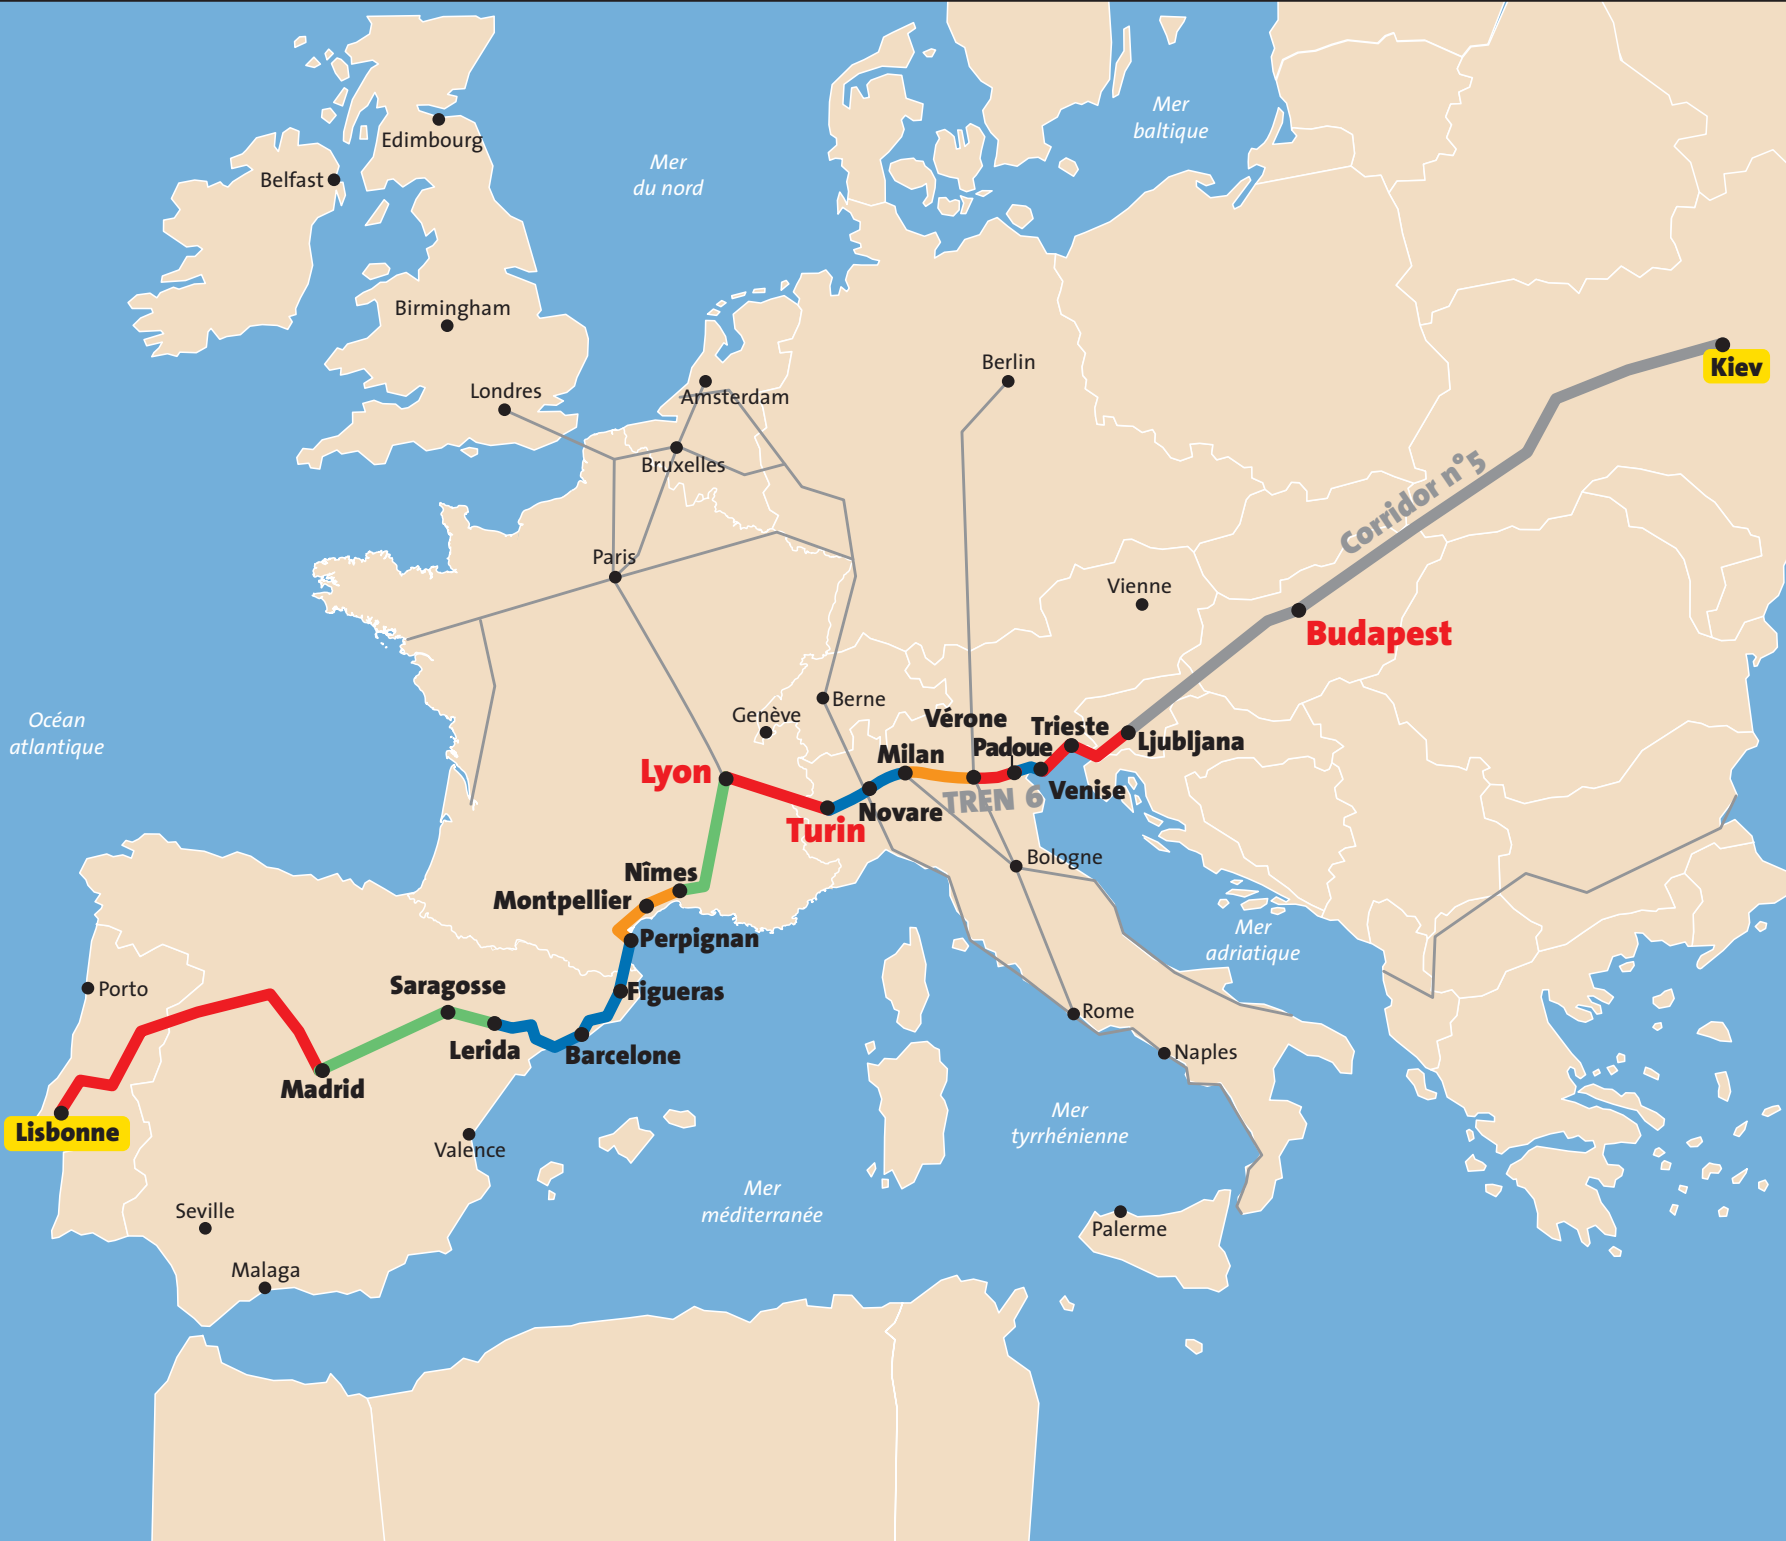 Edimbourg
Mer
baltique
Mer
du nord
Belfast
Birmingham
Kiev
Berlin
Londres
Amsterdam
Bruxelles
Corridor n°5
Paris
Vienne
Budapest
Océan
atlantique
Berne
Genève
Vérone
Trieste
Padoue
Ljubljana
Milan
Lyon
Venise
TREN 6
Novare
Turin
Bologne
Nîmes
Montpellier
Perpignan
Mer
adriatique
Saragosse
Figueras
Porto
Rome
Lerida
Barcelone
Naples
Madrid
Lisbonne
Mer
tyrrhénienne
Valence
Mer
méditerranée
Seville
Palerme
Malaga